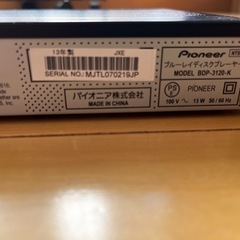 13年製 JXE
SERIAL NO.: MJTL070219JP
パイオニア株式会社
MADE IN CHINA
Pioneer
ブルーレイディスクプレーヤー
MODEL BDP-3120-K
PS
E
PIONEER
100 V 13 W 50 / 60 Hz